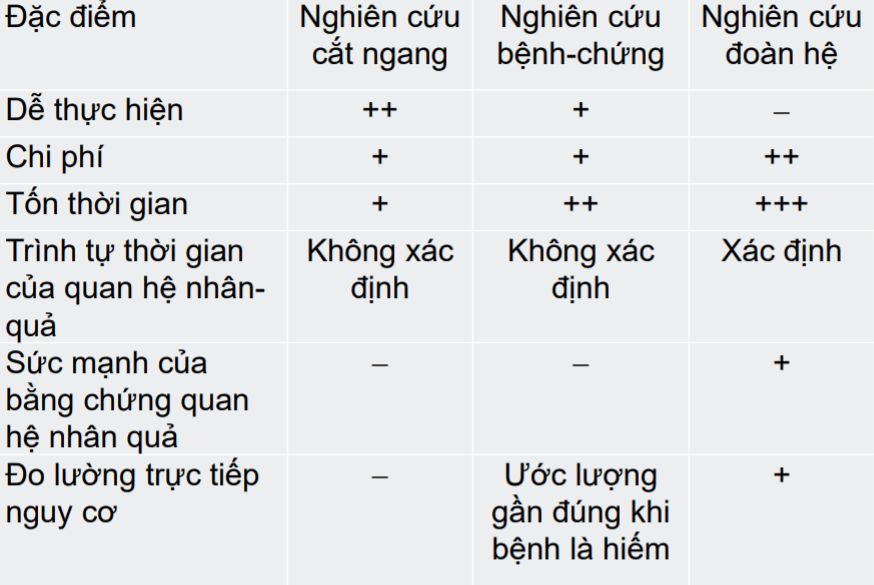 Đặc điểm
Nghiên cứu
cắt ngang
Nghiên cứu
bệnh-chứng
Nghiên cứu
đoàn hệ
Dễ thực hiện
++
+
–
Chi phí
+
+
++
Tốn thời gian
+
++
+++
Trình tự thời gian
của quan hệ nhân-
quả
Không xác
định
Không xác
định
Xác định
Sức mạnh của
bằng chứng quan
hệ nhân quả
–
–
+
Đo lường trực tiếp
nguy cơ
–
Ước lượng
gần đúng khi
bệnh là hiếm
+